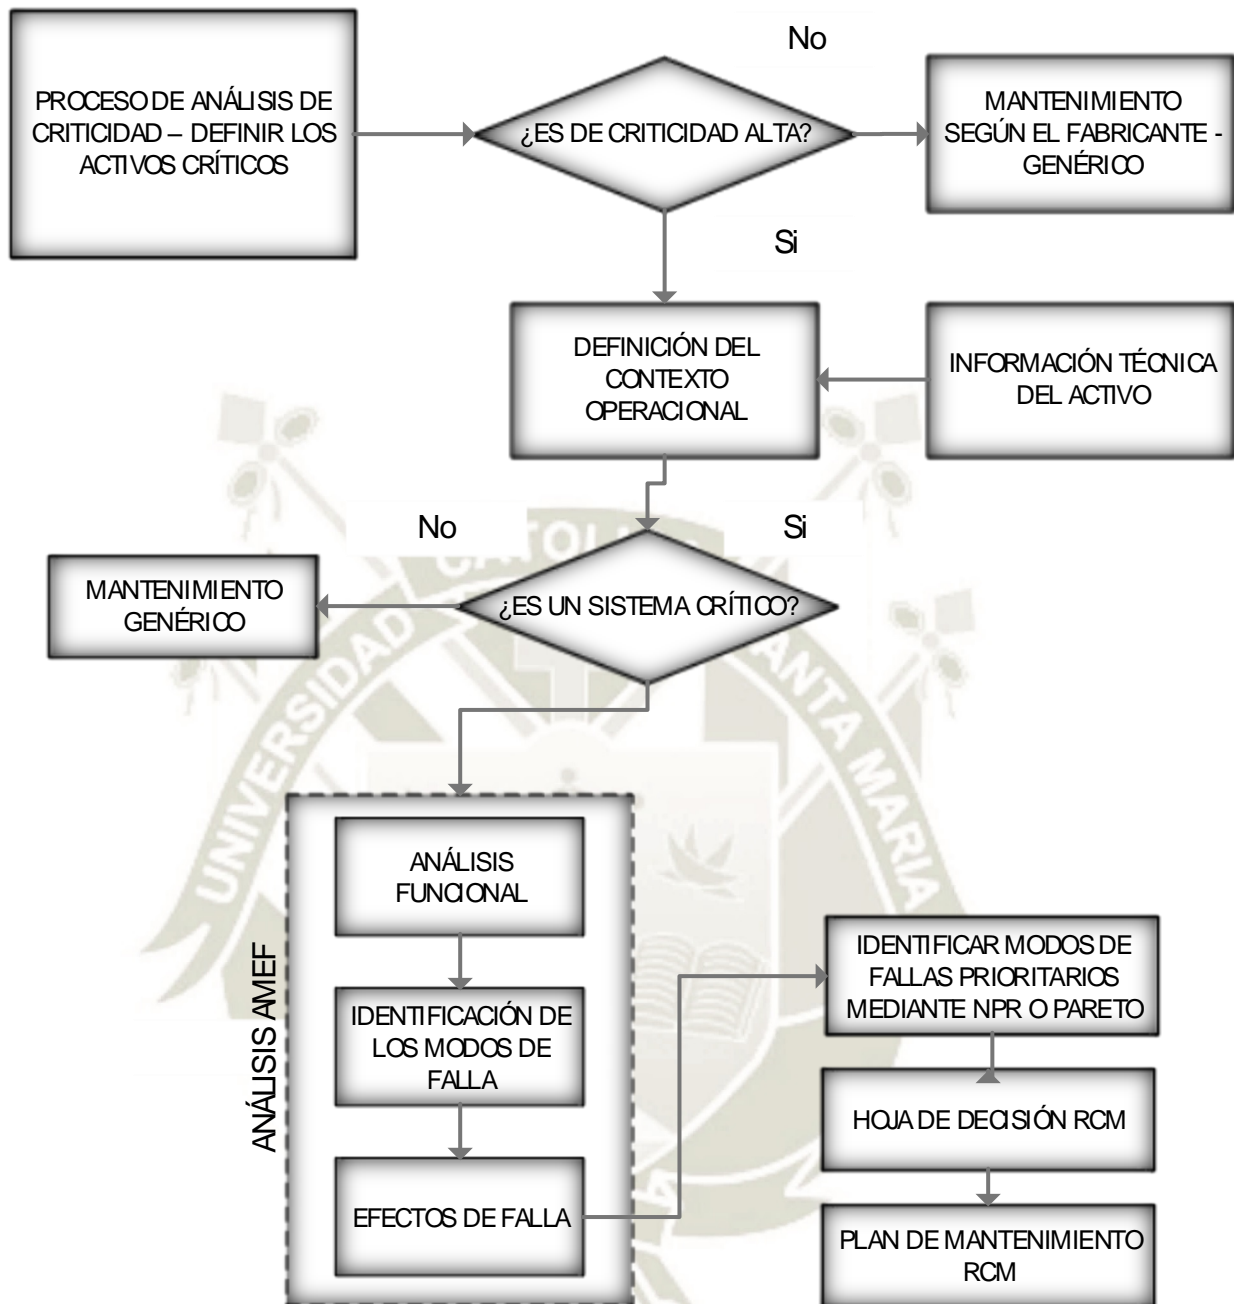 No
PROCESO DE ANÁLISIS DE
CRITICIDAD – DEFINIR LOS
ACTIVOS CRÍTICOS
¿ES DE CRITICIDAD ALTA?
MANTENIMIENTO
SEGÚN EL FABRICANTE -
GENÉRICO
Si
DEFINICIÓN DEL
CONTEXTO
OPERACIONAL
INFORMACIÓN TÉCNICA
DEL ACTIVO
No
Si
MANTENIMIENTO
GENÉRICO
¿ES UN SISTEMA CRÍTICO?
ANÁLISIS AMEF
ANÁLISIS
FUNCIONAL
IDENTIFICACIÓN DE
LOS MODOS DE
FALLA
EFECTOS DE FALLA
IDENTIFICAR MODOS DE
FALLAS PRIORITARIOS
MEDIANTE NPR O PARETO
HOJA DE DECISIÓN RCM
PLAN DE MANTENIMIENTO
RCM
UNIVERSIDAD
MARIA